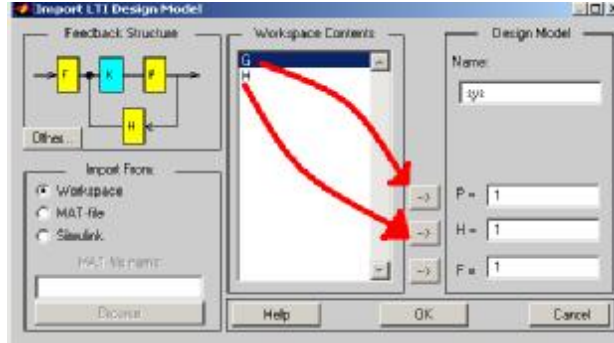 Import LTI Design Model
Feedback Structure
F
K
P
H
Other...
Import From:
Workspace
MAT-file
Simulink
MAT-file name:
Browse
Workspace Contents
G
H
-->
-->
-->
Design Model
Name:
sys
P = 1
H = 1
F = 1
Help
OK
Cancel